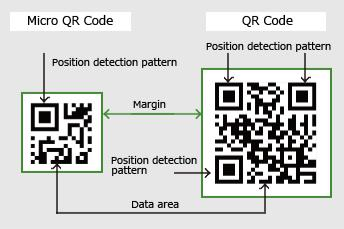 Micro QR Code
QR Code
Position detection pattern
Position detection pattern
Margin
Position detection
pattern
Data area